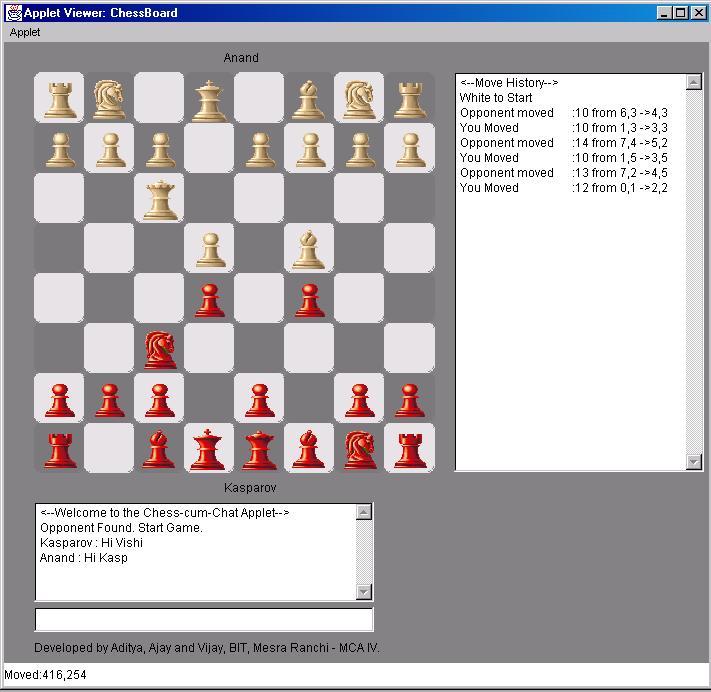 Applet Viewer: ChessBoard
Applet
Anand
<--Move History-->
White to Start
Opponent moved :10 from 6,3 ->4,3
You Moved :10 from 1,3 ->3,3
Opponent moved :14 from 7,4 ->5,2
You Moved :10 from 1,5 ->3,5
Opponent moved :13 from 7,2 ->4,5
You Moved :12 from 0,1 ->2,2
Kasparov
<--Welcome to the Chess-cum-Chat Applet-->
Opponent Found. Start Game.
Kasparov : Hi Vishi
Anand : Hi Kasp
Developed by Aditya, Ajay and Vijay, BIT, Mesra Ranchi - MCA IV.
Moved:416,254